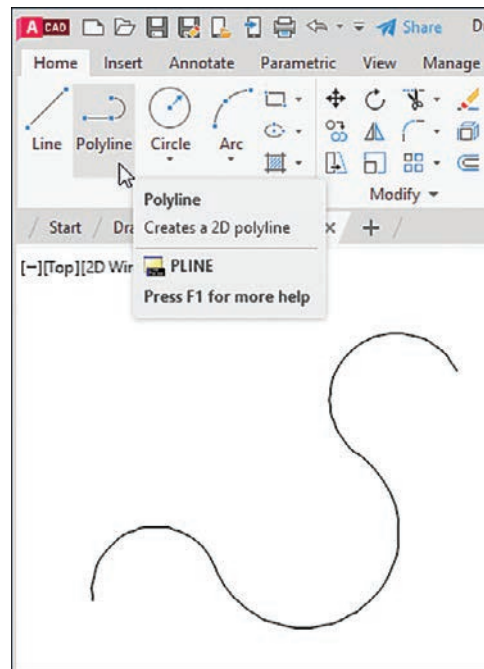 A CAD Share D
Home Insert Annotate Parametric View Manage
Line Polyline Circle Arc
Modify
Polyline
Creates a 2D polyline
Start Dra
[−][Top][2D Wir
PLINE
Press F1 for more help